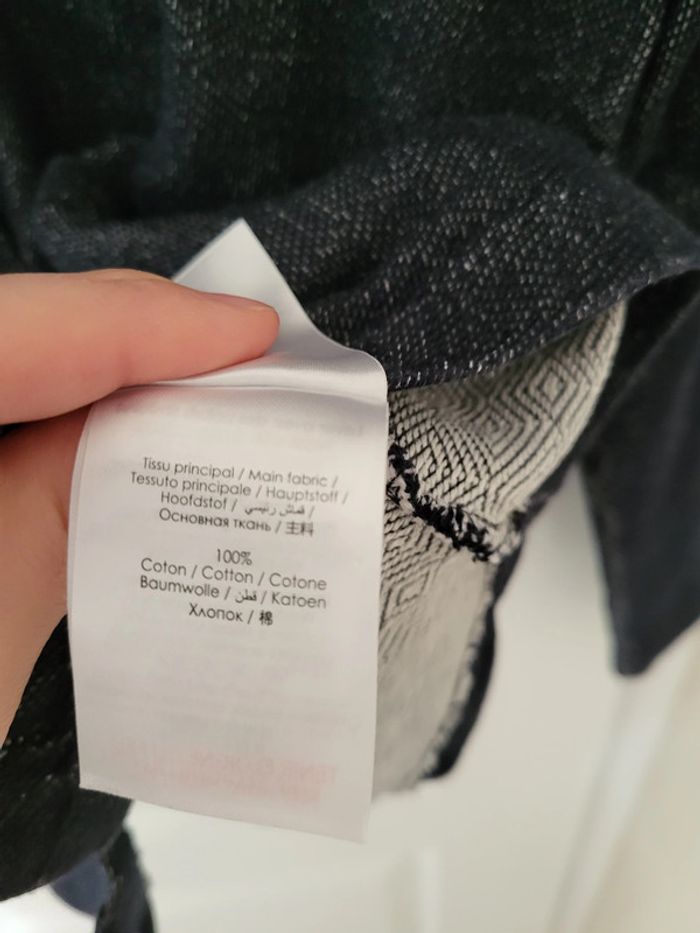 Tissu principal / Main fabric /
Tessuto principale / Hauptstoff /
Hoofdstof / قماش رئيسي /
Основная ткань / 主料
100%
Coton / Cotton / Cotone
Baumwolle / قطن / Katoen
Хлопок / 棉